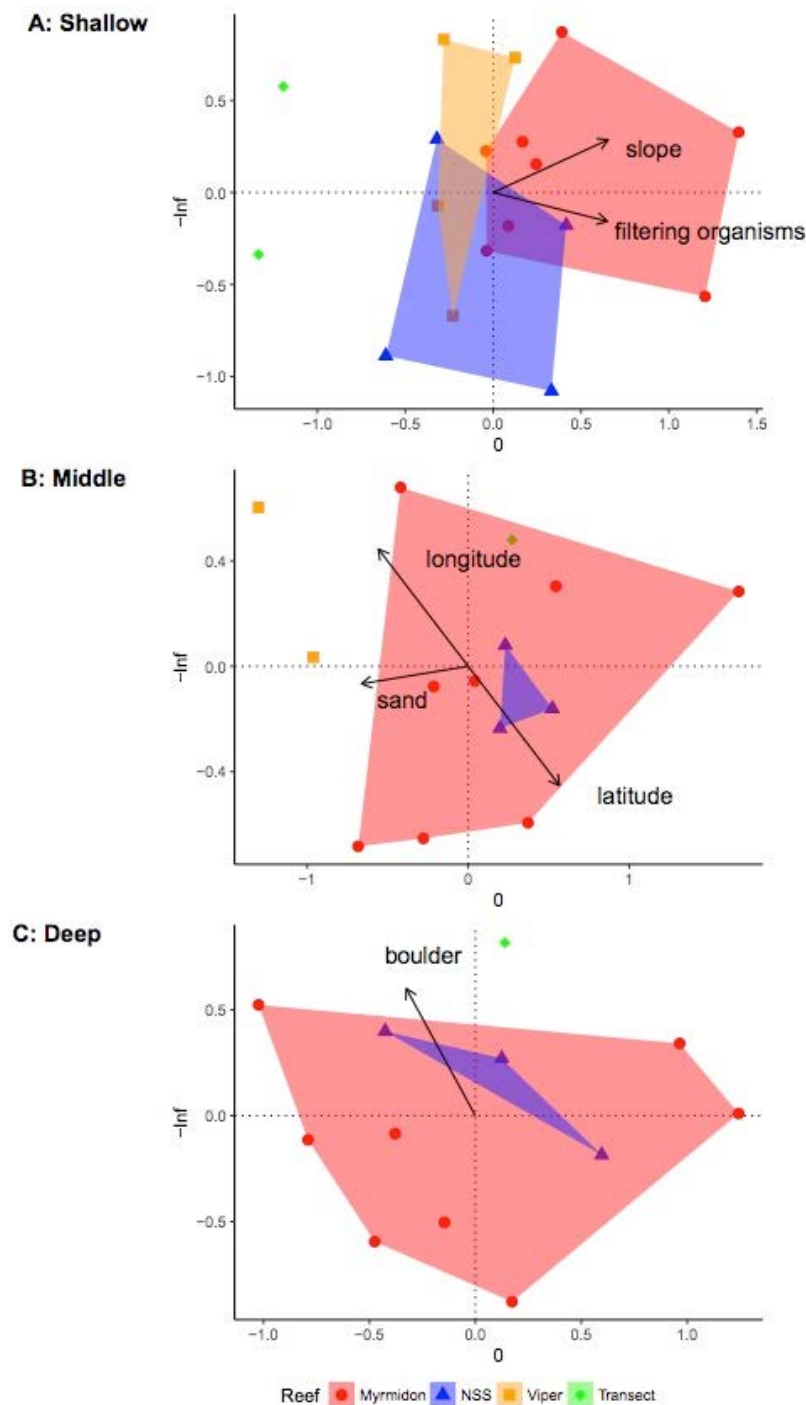 A: Shallow
0.5
0.0
−0.5
−1.0
−Inf
slope
filtering organisms
−1.0 −0.5 0.0 0.5 1.0 1.5
0
B: Middle
0.4
0.0
−0.4
−Inf
longitude
sand
latitude
−1 0 1
0
C: Deep
0.5
0.0
−0.5
−Inf
boulder
−1.0 −0.5 0.0 0.5 1.0
0
Reef Myrmidon NSS Viper Transect